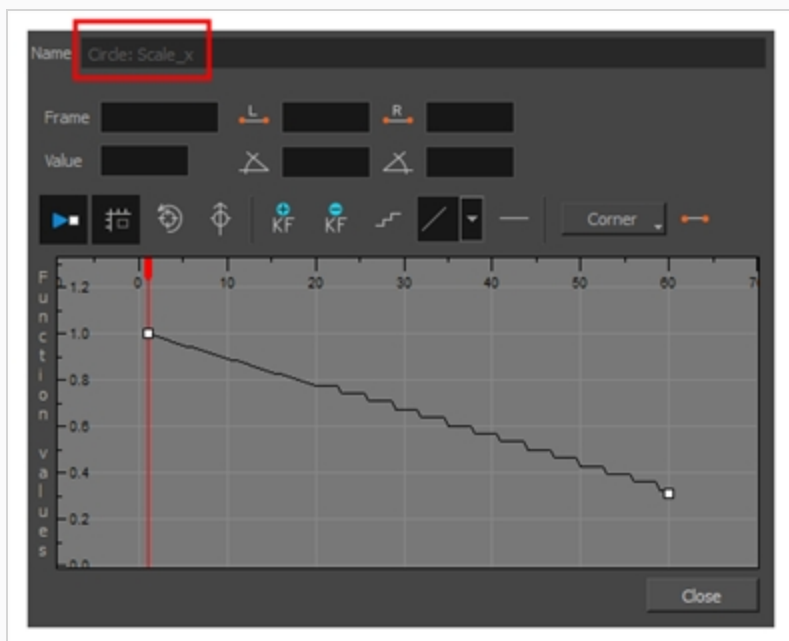 Name Circle: Scale_x
Frame L R
Value
KF KF Corner
Function values
0 10 20 30 40 50 60 70
1.2
1.0
0.8
0.6
0.4
0.2
0.0
Close